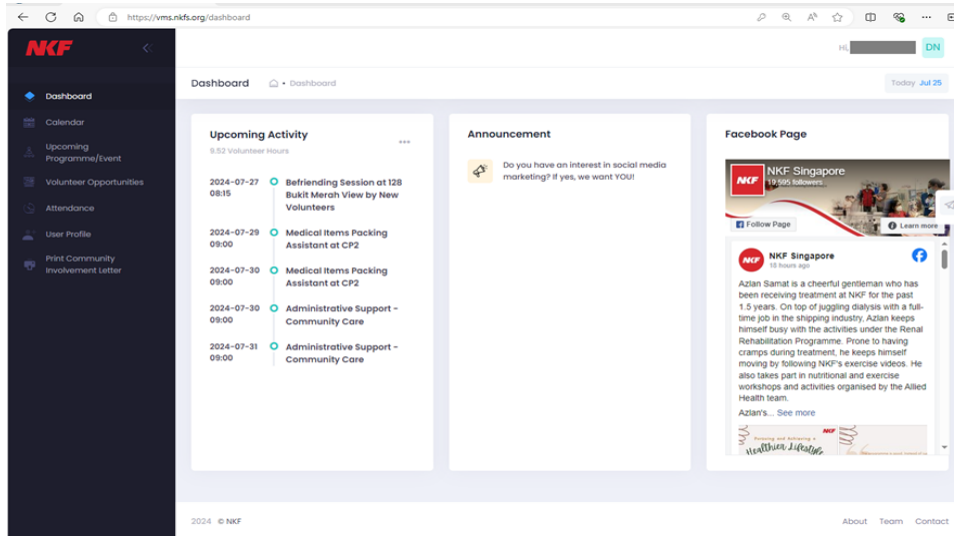 https://vms.nkfs.org/dashboard
NKF
Hi,
DN
Dashboard
Dashboard
Today Jul 25
Dashboard
Calendar
Upcoming
Programme/Event
Volunteer Opportunities
Attendance
User Profile
Print Community
Involvement Letter
Upcoming Activity
9.52 Volunteer Hours
2024-07-27
08:15
Befriending Session at 128
Bukit Merah View by New
Volunteers
2024-07-29
09:00
Medical Items Packing
Assistant at CP2
2024-07-30
09:00
Medical Items Packing
Assistant at CP2
2024-07-30
09:00
Administrative Support -
Community Care
2024-07-31
09:00
Administrative Support -
Community Care
Announcement
Do you have an interest in social media
marketing? If yes, we want YOU!
Facebook Page
NKF
NKF Singapore
19,595 followers
Follow Page
Learn more
NKF
NKF Singapore
15 hours ago
Azlan Samat is a cheerful gentleman who has
been receiving treatment at NKF for the past
1.5 years. On top of juggling dialysis with a full-
time job in the shipping industry, Azlan keeps
himself busy with the activities under the Renal
Rehabilitation Programme. Prone to having
cramps during treatment, he keeps himself
moving by following NKF's exercise videos. He
also takes part in nutritional and exercise
workshops and activities organised by the Allied
Health team.
Azlan's... See more
NKF
Healthier Lifestyle
2024 © NKF
About Team Contact